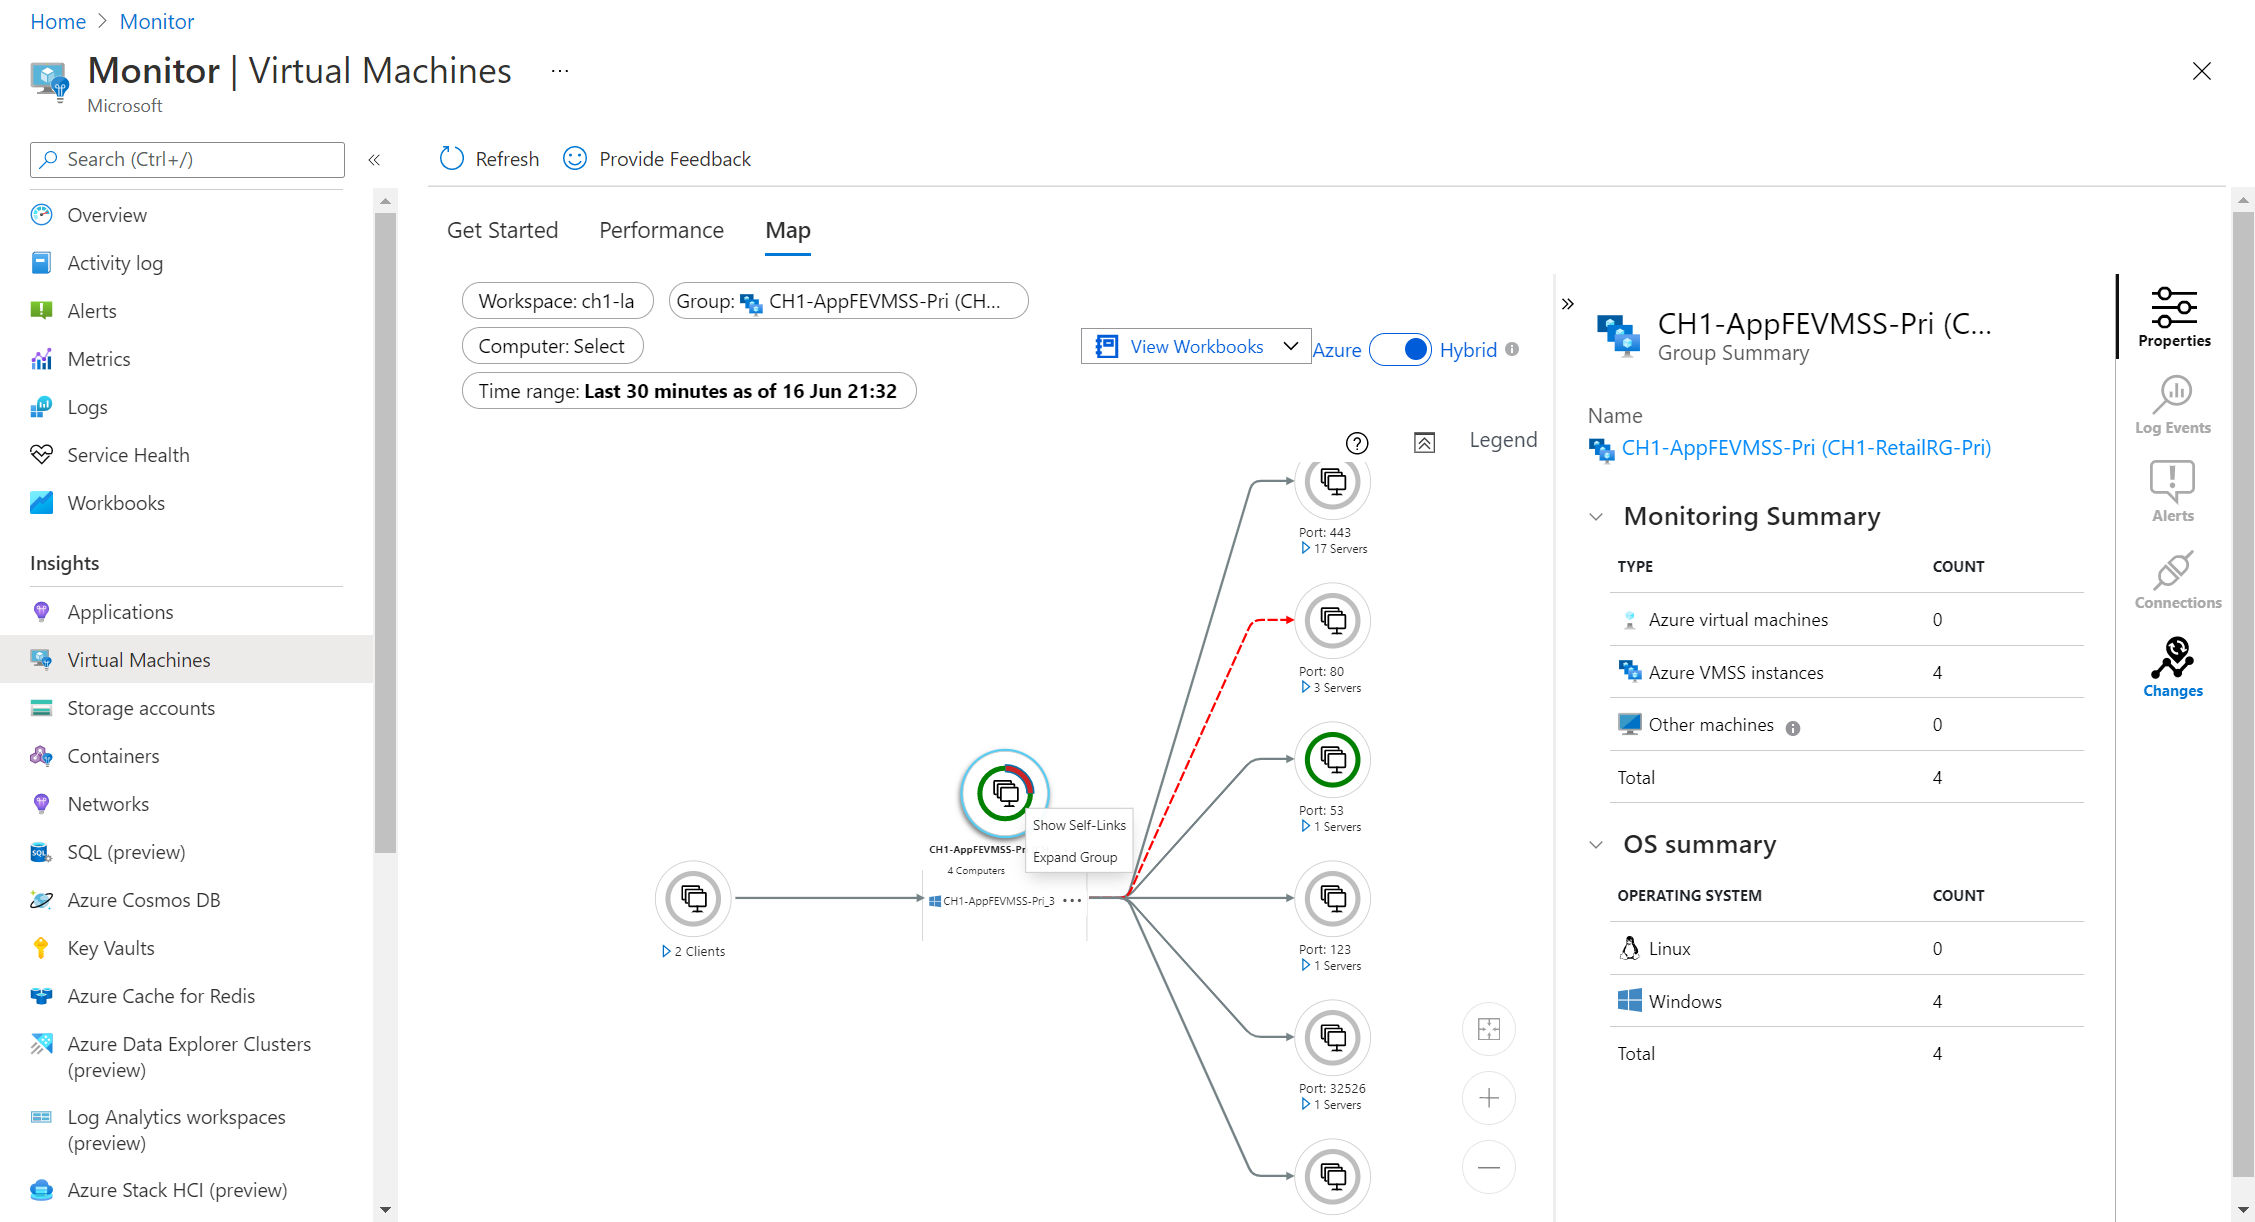 Home > Monitor
Monitor | Virtual Machines ...
Microsoft
Search (Ctrl+/)
«
Overview
Activity log
Alerts
Metrics
Logs
Service Health
Workbooks
Insights
Applications
Virtual Machines
Storage accounts
Containers
Networks
SQL (preview)
Azure Cosmos DB
Key Vaults
Azure Cache for Redis
Azure Data Explorer Clusters
(preview)
Log Analytics workspaces
(preview)
Azure Stack HCI (preview)
Refresh
Provide Feedback
Get Started
Performance
Map
Workspace: ch1-la
Group: CH1-AppFEVMSS-Pri (CH...
Computer: Select
View Workbooks
Azure
Hybrid
Time range: Last 30 minutes as of 16 Jun 21:32
Legend
Port: 443
17 Servers
Port: 80
3 Servers
Port: 53
1 Servers
Port: 123
1 Servers
Port: 32526
1 Servers
Show Self-Links
Expand Group
CH1-AppFEVMSS-Pr
4 Computers
CH1-AppFEVMSS-Pri_3
2 Clients
»
CH1-AppFEVMSS-Pri (C...
Group Summary
Name
CH1-AppFEVMSS-Pri (CH1-RetailRG-Pri)
Monitoring Summary
TYPE COUNT
Azure virtual machines 0
Azure VMSS instances 4
Other machines 0
Total 4
OS summary
OPERATING SYSTEM COUNT
Linux 0
Windows 4
Total 4
Properties
Log Events
Alerts
Connections
Changes